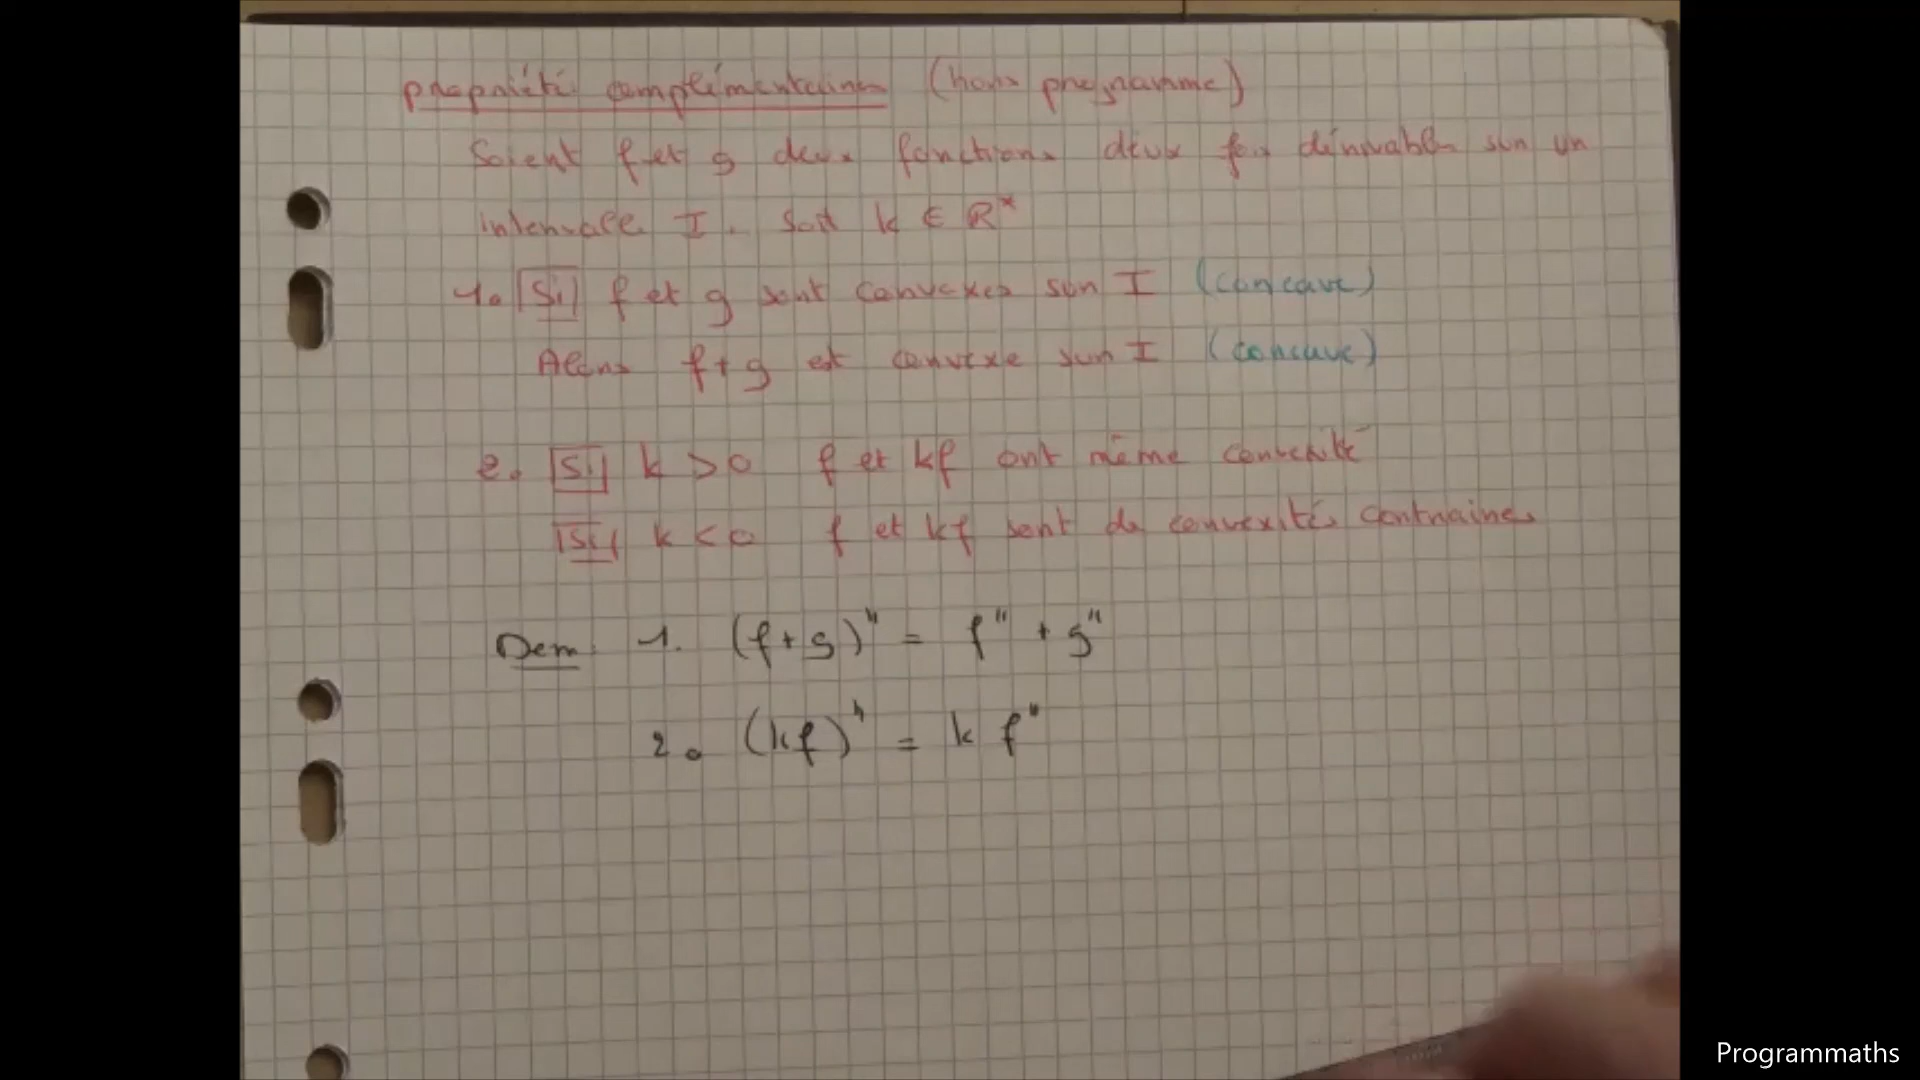 propriétés complémentaires (hors programme)
Soient f et g deux fonctions deux fois dérivables sur un
intervalle I. Soit k ∈ ℝ*
1. Si f et g sont convexes sur I (concave)
Alors f+g est convexe sur I (concave)
2. Si k > 0 f et kf ont même convexité
Si k < 0 f et kf sont de convexités contraires
Dem 1. (f+g)" = f" + g"
2. (kf)" = k f"
Programmaths